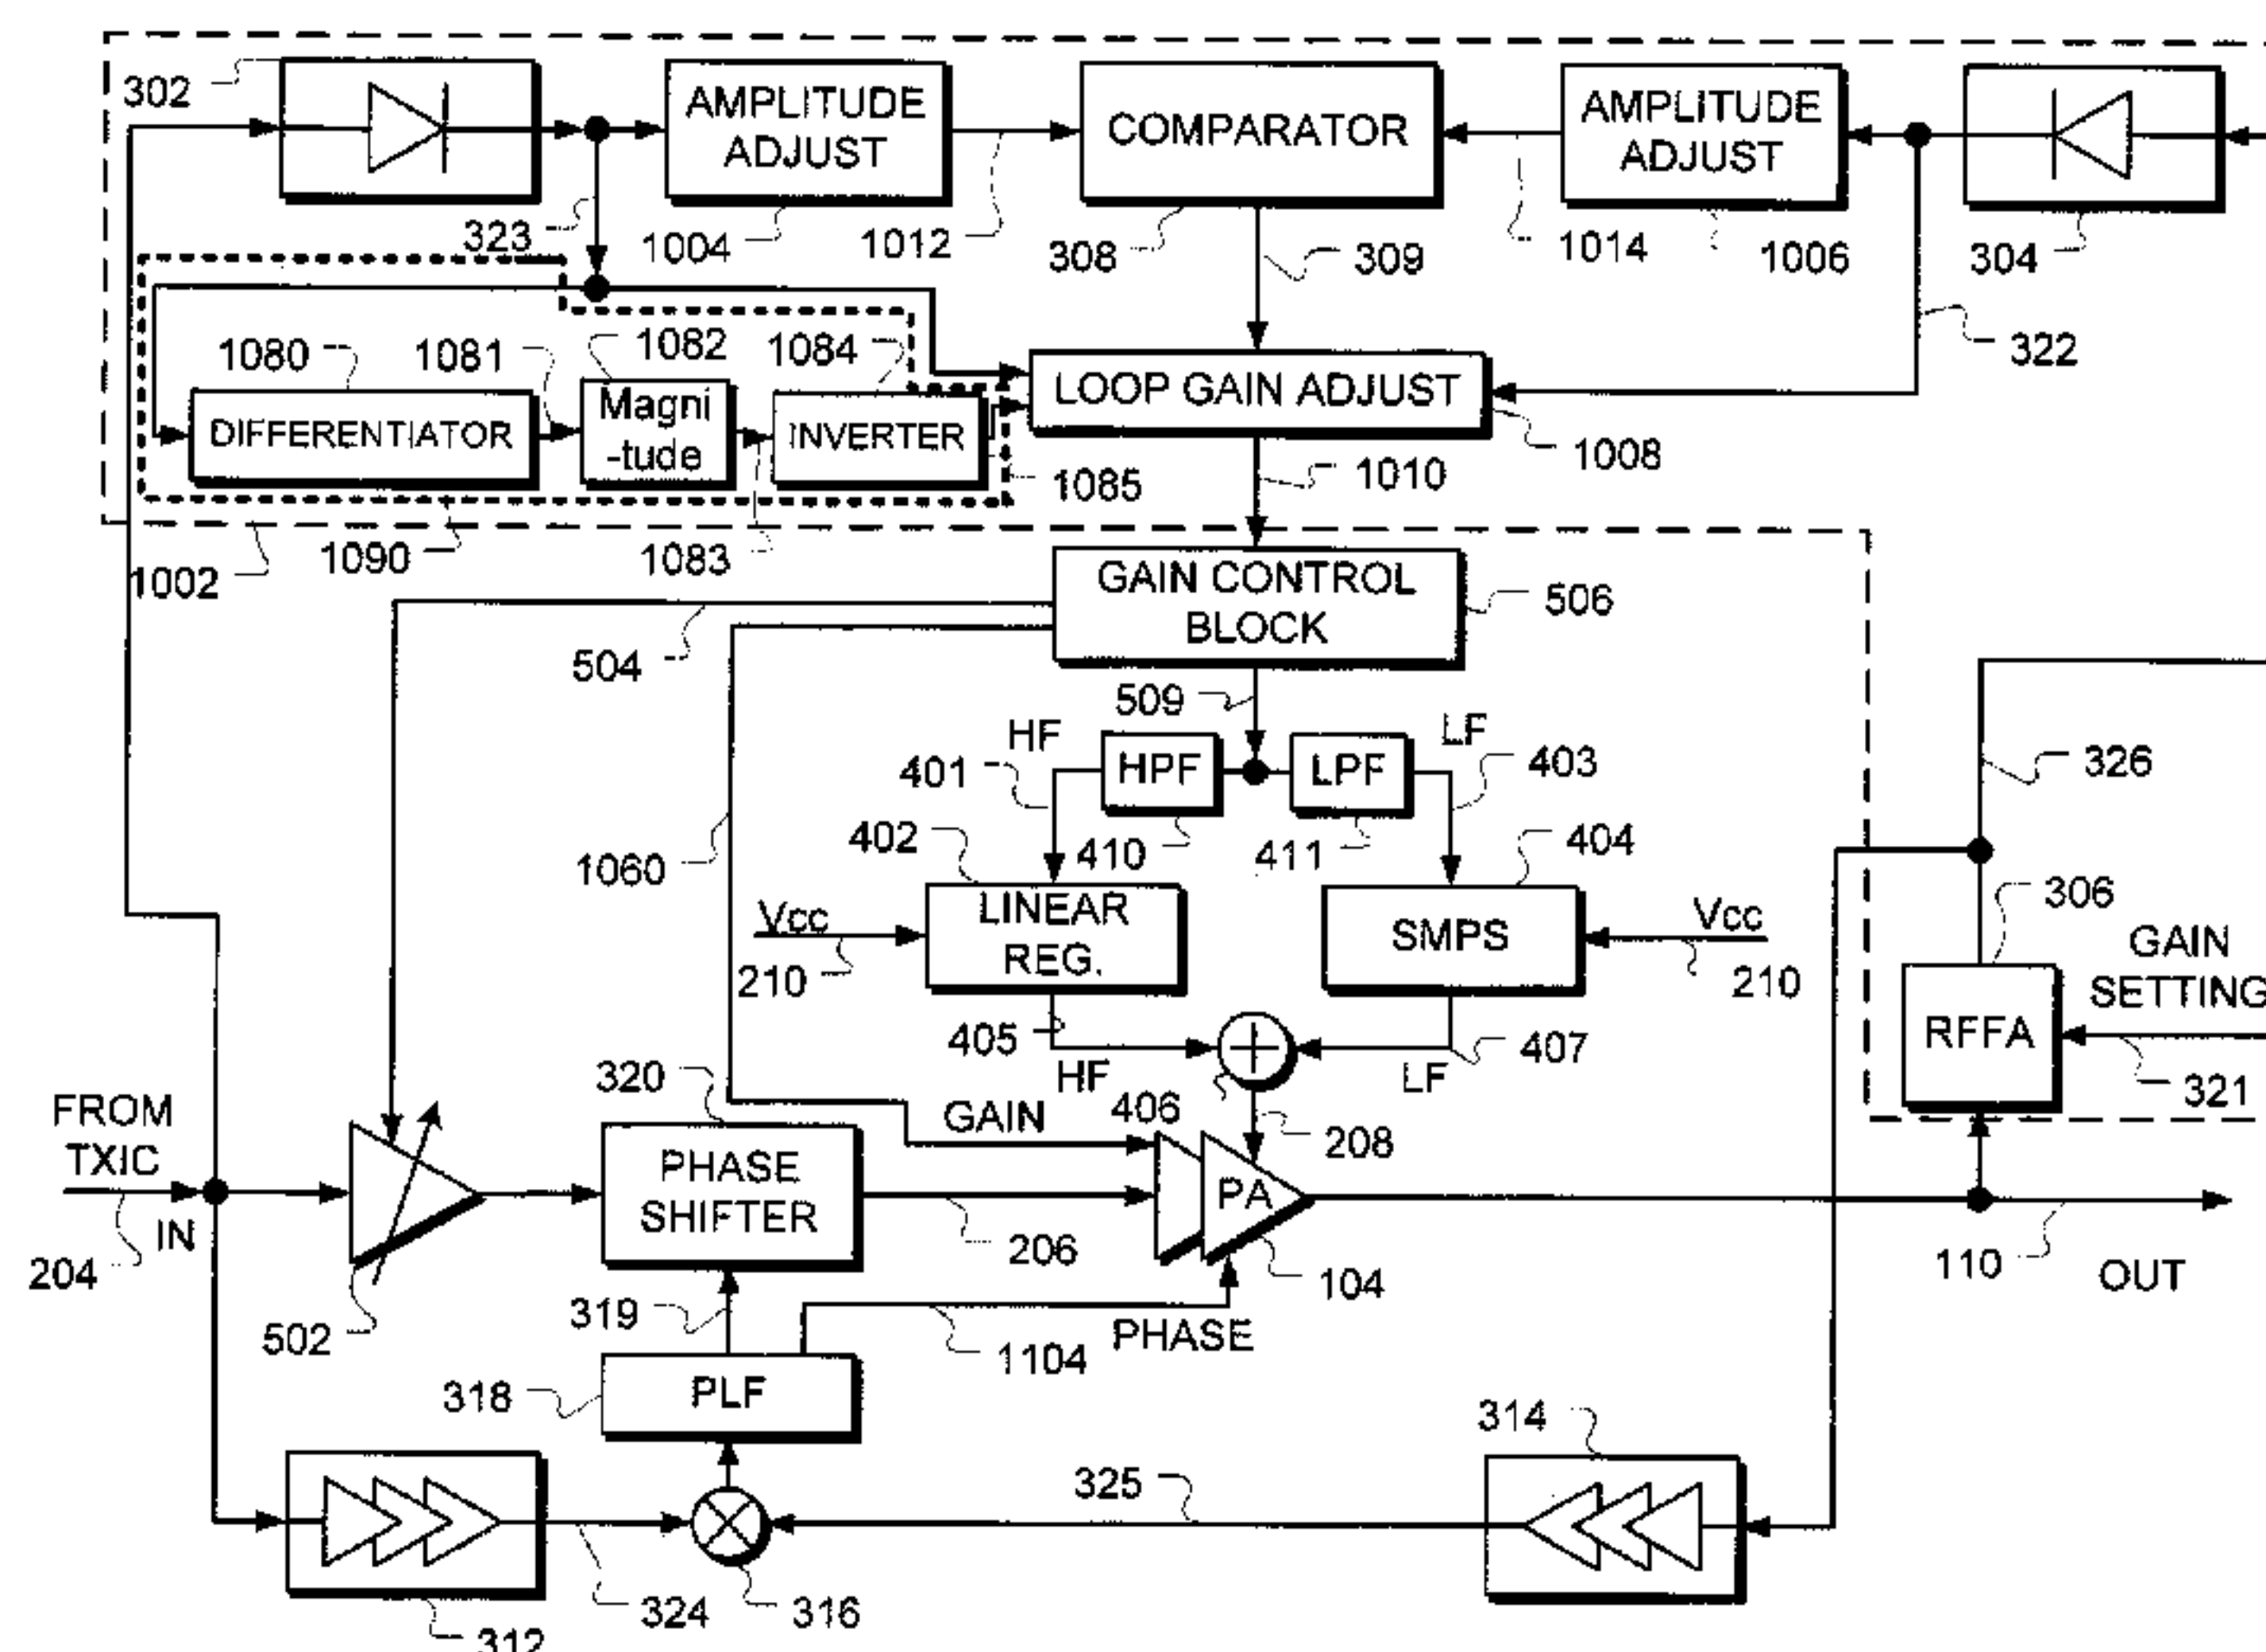 302
AMPLITUDE
ADJUST
COMPARATOR
AMPLITUDE
ADJUST
323
1004
1012
308
309
1014
1006
304
1080
1081
1082
1084
322
LOOP GAIN ADJUST
DIFFERENTIATOR
Magni
-tude
INVERTER
1008
1085
1010
1002
1090
1083
GAIN CONTROL
BLOCK
506
504
509
HF
LF
401
HPF
LPF
403
326
402
410
411
404
1060
306
Vcc
LINEAR
REG.
SMPS
Vcc
GAIN
SETTING
210
210
RFFA
405
407
HF
LF
321
320
406
FROM
TXIC
GAIN
208
PHASE
SHIFTER
PA
IN
204
206
104
110
OUT
502
319
PHASE
1104
318
PLF
314
325
324
316
312